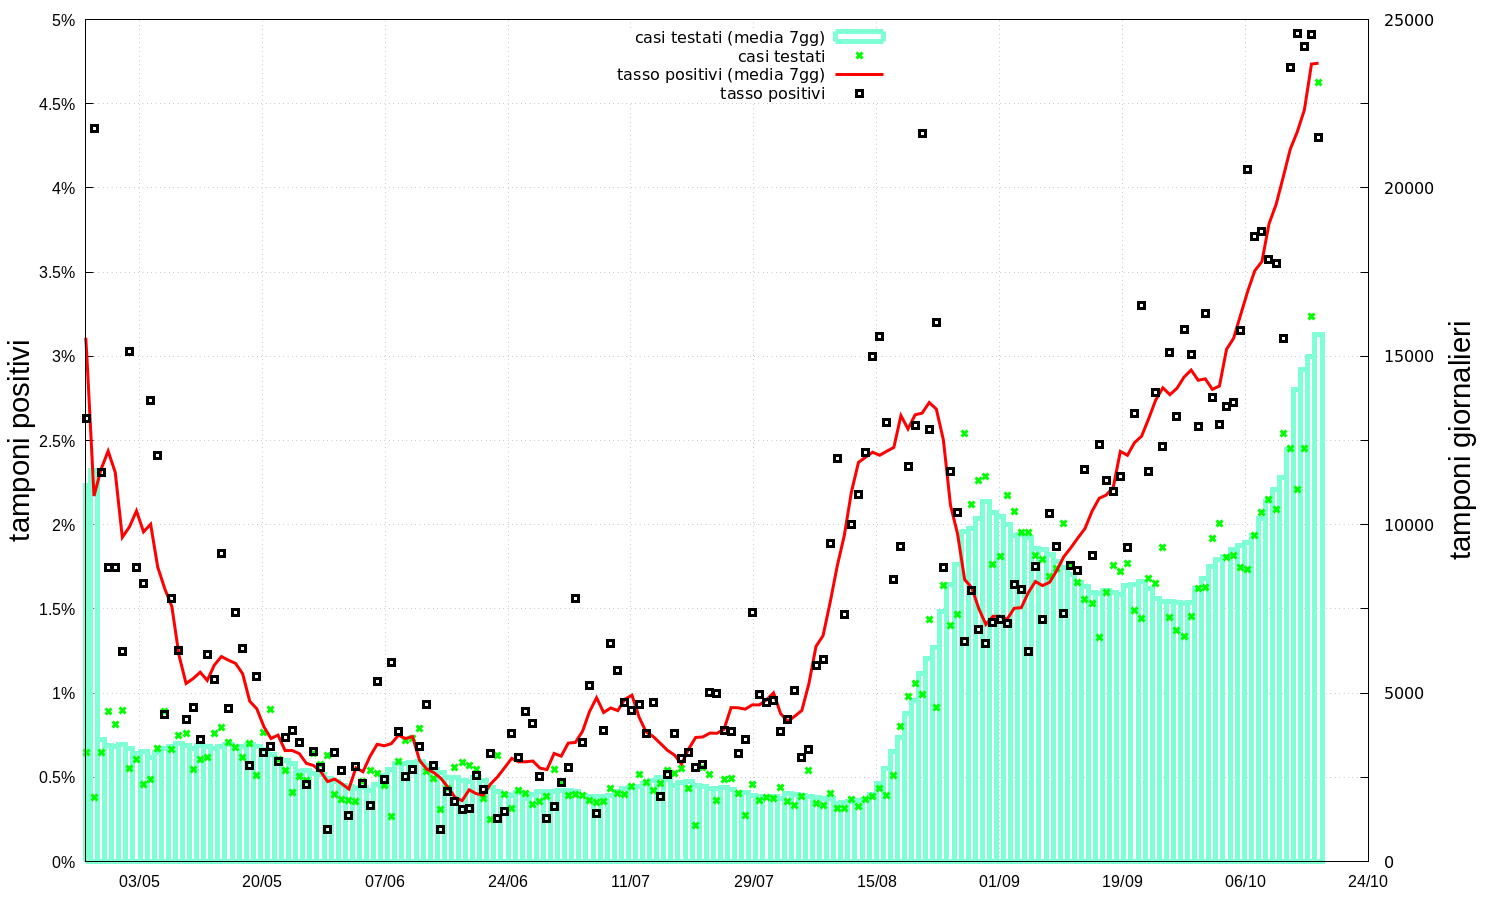 casi testati (media 7gg)
casi testati
tasso positivi (media 7gg)
tasso positivi
5%
4.5%
4%
3.5%
3%
2.5%
2%
1.5%
1%
0.5%
0%
tamponi positivi
25000
20000
15000
10000
5000
0
tamponi giornalieri
03/05 20/05 07/06 24/06 11/07 29/07 15/08 01/09 19/09 06/10 24/10